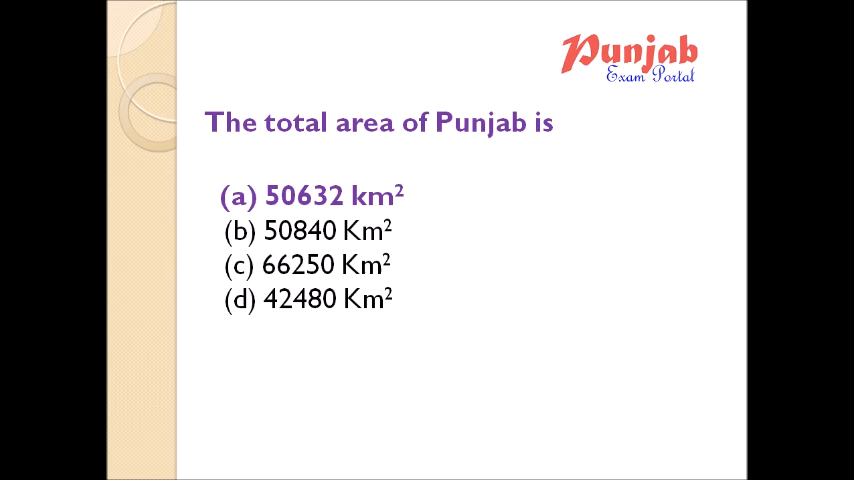 Punjab
Exam Portal
The total area of Punjab is
(a) 50632 km²
(b) 50840 Km²
(c) 66250 Km²
(d) 42480 Km²